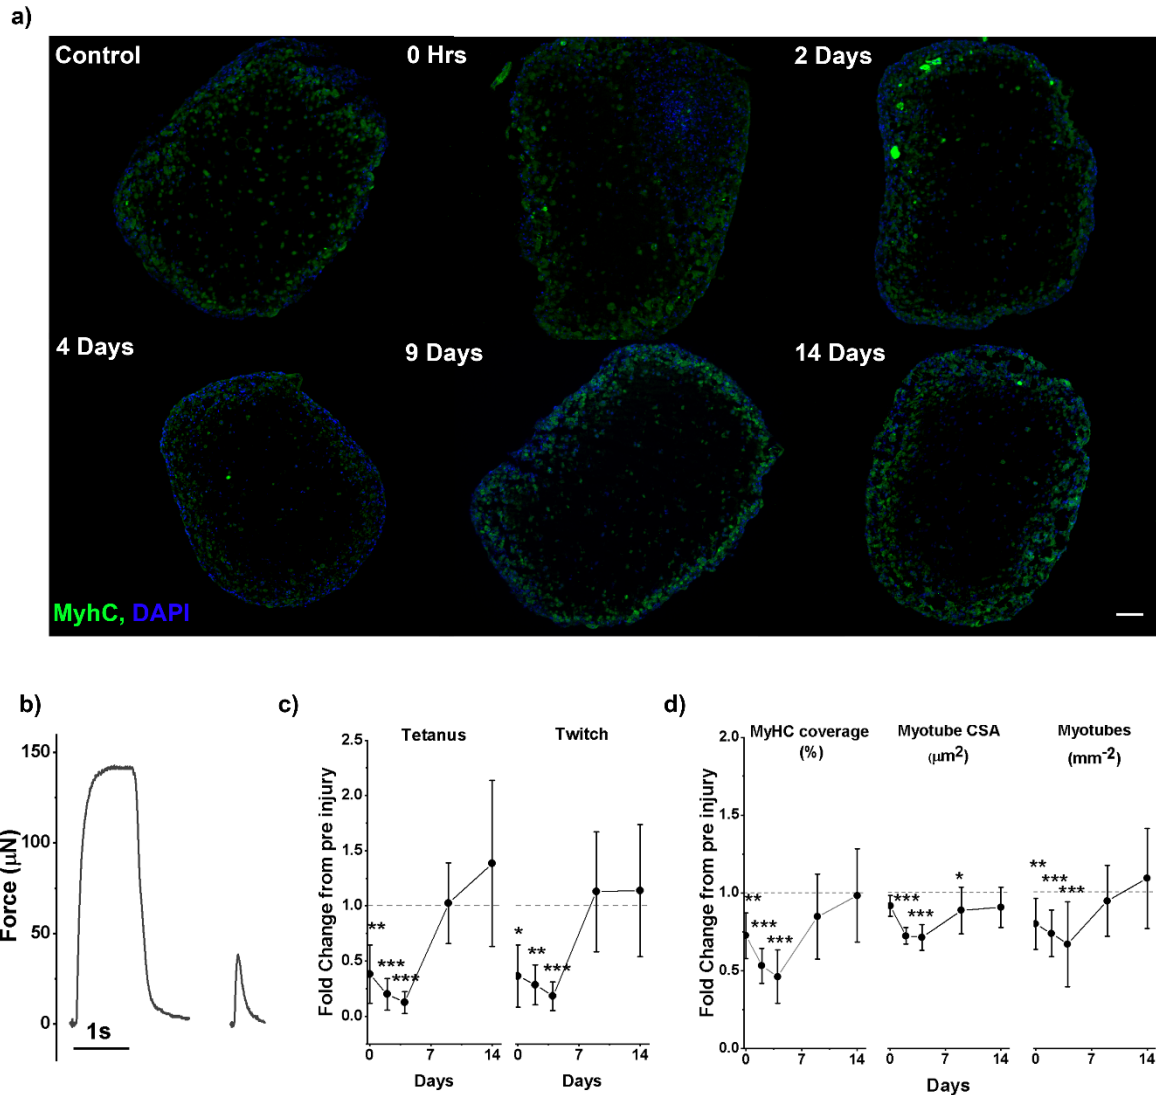 a)
Control
0 Hrs
2 Days
4 Days
9 Days
14 Days
MyhC, DAPI
b)
150
100
50
0
Force (μN)
1s
c)
Tetanus
Twitch
2.5
2.0
1.5
1.0
0.5
0.0
Fold Change from pre injury
**
***
***
*
**
***
0
7
14
0
7
14
Days
Days
d)
MyHC coverage
(%)
Myotube CSA
(μm²)
Myotubes
(mm⁻²)
2.0
1.5
1.0
0.5
0.0
Fold Change from pre injury
**
***
***
***
***
*
**
***
***
0
7
14
0
7
14
0
7
14
Days